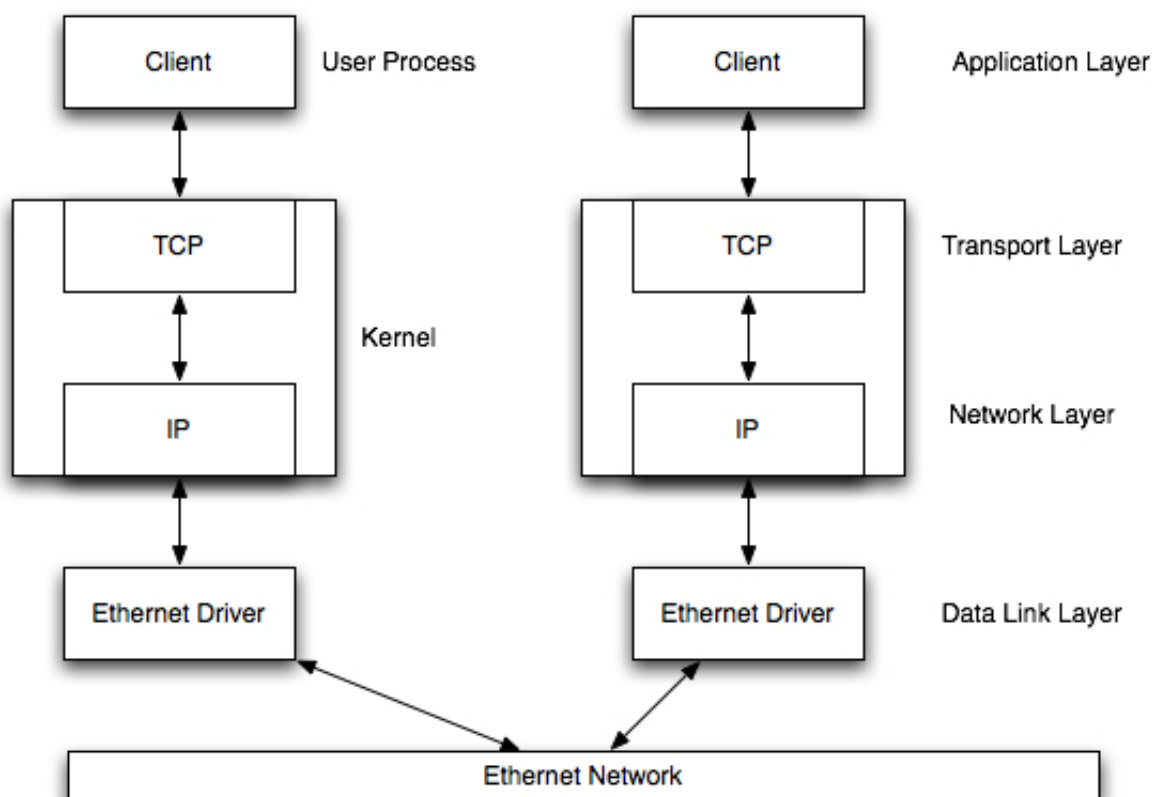 Client
User Process
Client
Application Layer
TCP
TCP
Transport Layer
Kernel
IP
IP
Network Layer
Ethernet Driver
Ethernet Driver
Data Link Layer
Ethernet Network